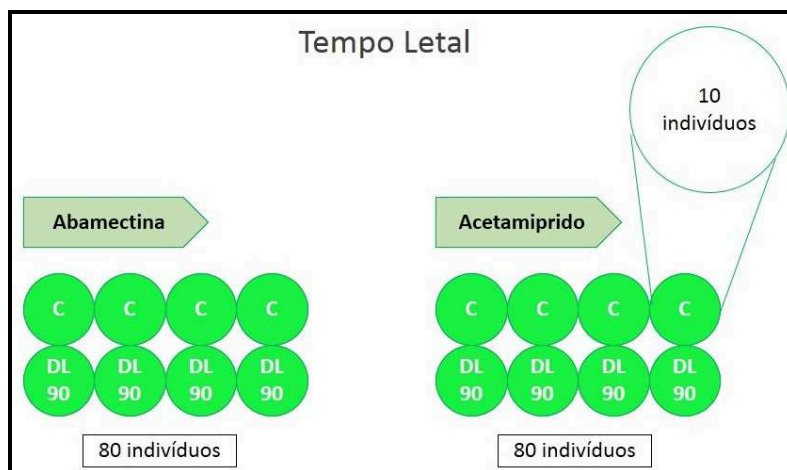 Tempo Letal
10
indivíduos
Abamectina
Acetamiprido
C C C C
C C C C
DL DL DL DL
90 90 90 90
DL DL DL DL
90 90 90 90
80 indivíduos
80 indivíduos